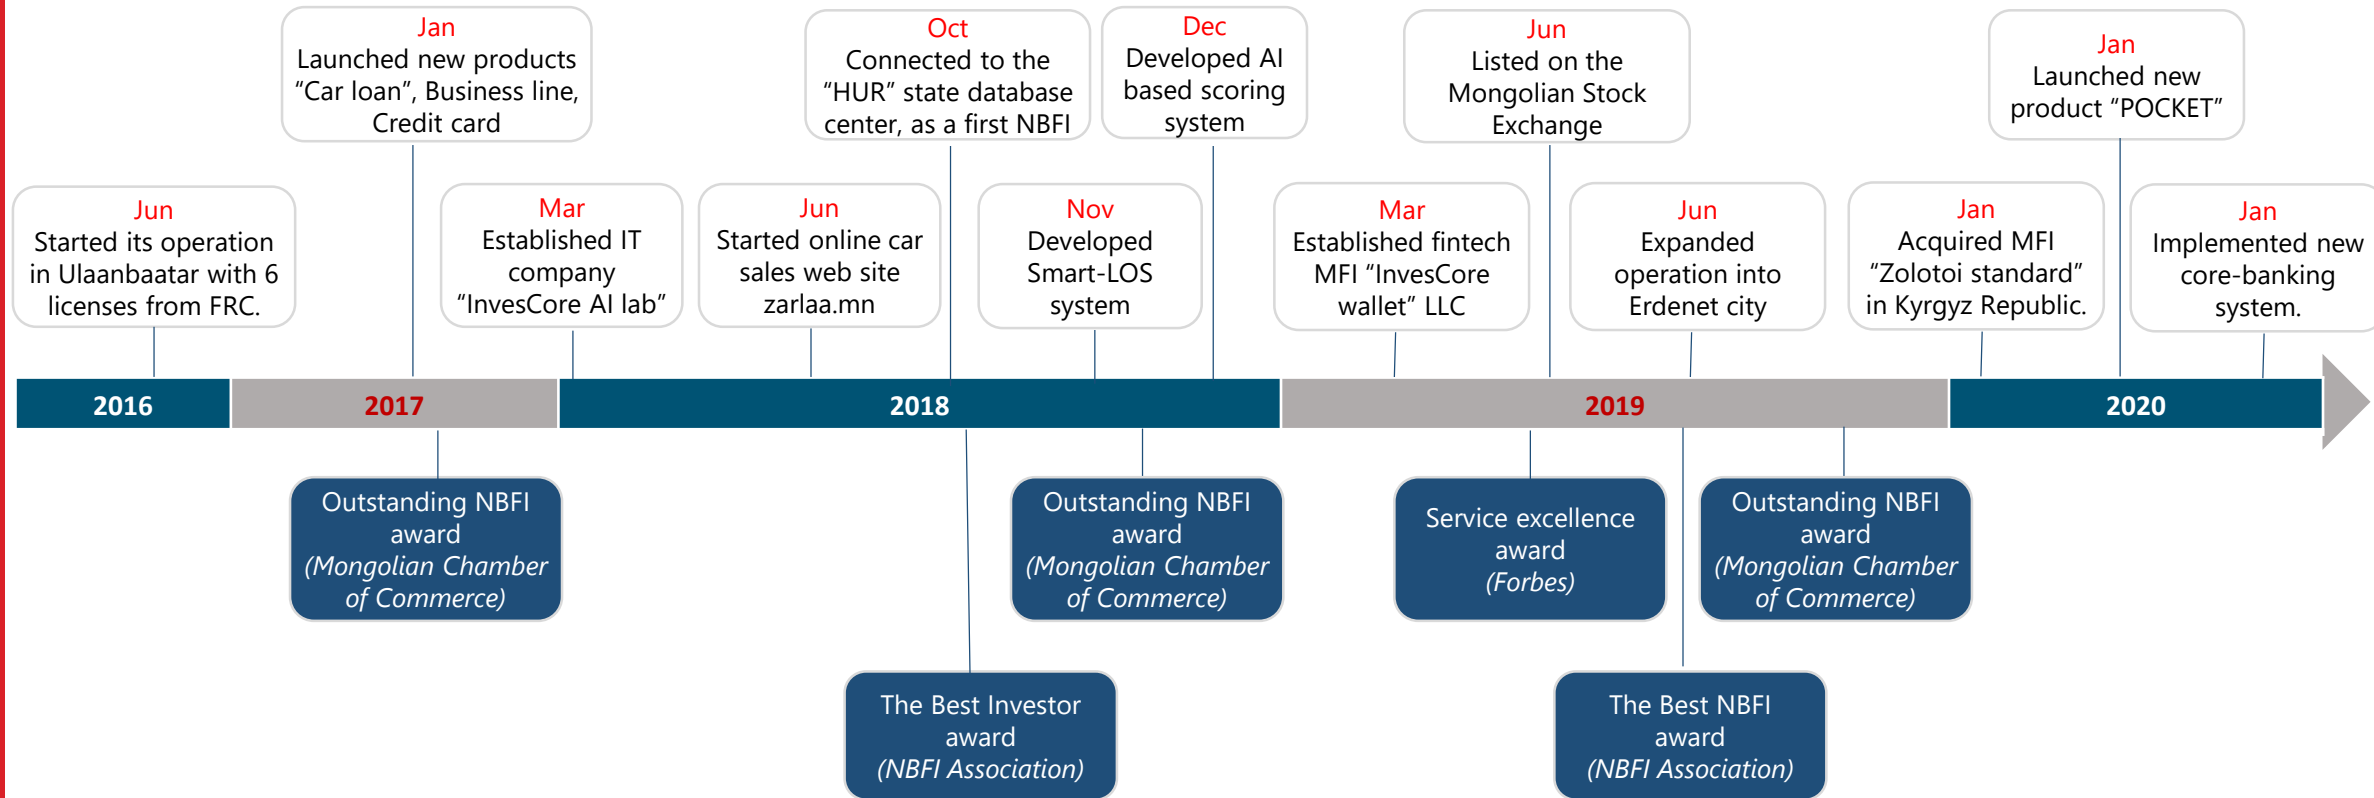 Jan
Launched new products
“Car loan”, Business line,
Credit card
Oct
Connected to the
“HUR” state database
center, as a first NBFI
Dec
Developed AI
based scoring
system
Jun
Listed on the
Mongolian Stock
Exchange
Jan
Launched new
product “POCKET”
Jun
Started its operation
in Ulaanbaatar with 6
licenses from FRC.
Mar
Established IT
company
“InvesCore AI lab”
Jun
Started online car
sales web site
zarlaa.mn
Nov
Developed
Smart-LOS
system
Mar
Established fintech
MFI “InvesCore
wallet” LLC
Jun
Expanded
operation into
Erdenet city
Jan
Acquired MFI
“Zolotoi standard”
in Kyrgyz Republic.
Jan
Implemented new
core-banking
system.
2016
2017
2018
2019
2020
Outstanding NBFI
award
(Mongolian Chamber
of Commerce)
Outstanding NBFI
award
(Mongolian Chamber
of Commerce)
Service excellence
award
(Forbes)
Outstanding NBFI
award
(Mongolian Chamber
of Commerce)
The Best Investor
award
(NBFI Association)
The Best NBFI
award
(NBFI Association)